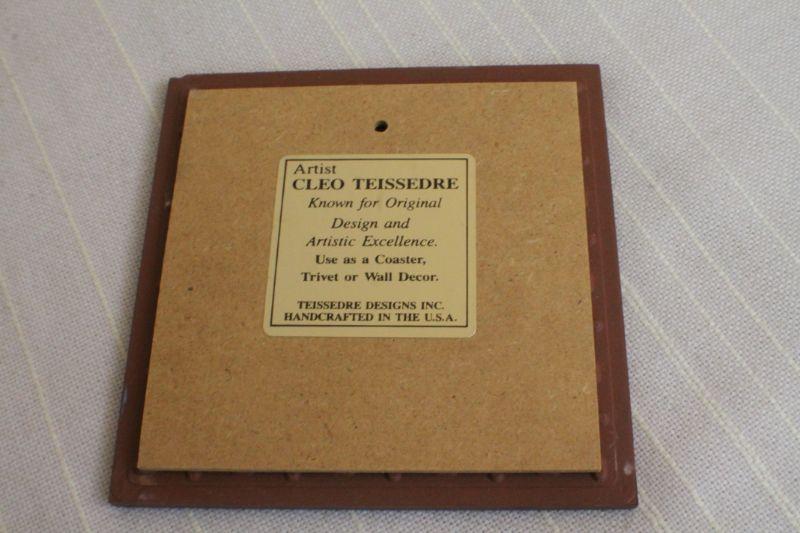 Artist
CLEO TEISSEDRE
Known for Original
Design and
Artistic Excellence.
Use as a Coaster,
Trivet or Wall Decor.
TEISSEDRE DESIGNS INC.
HANDCRAFTED IN THE U.S.A.